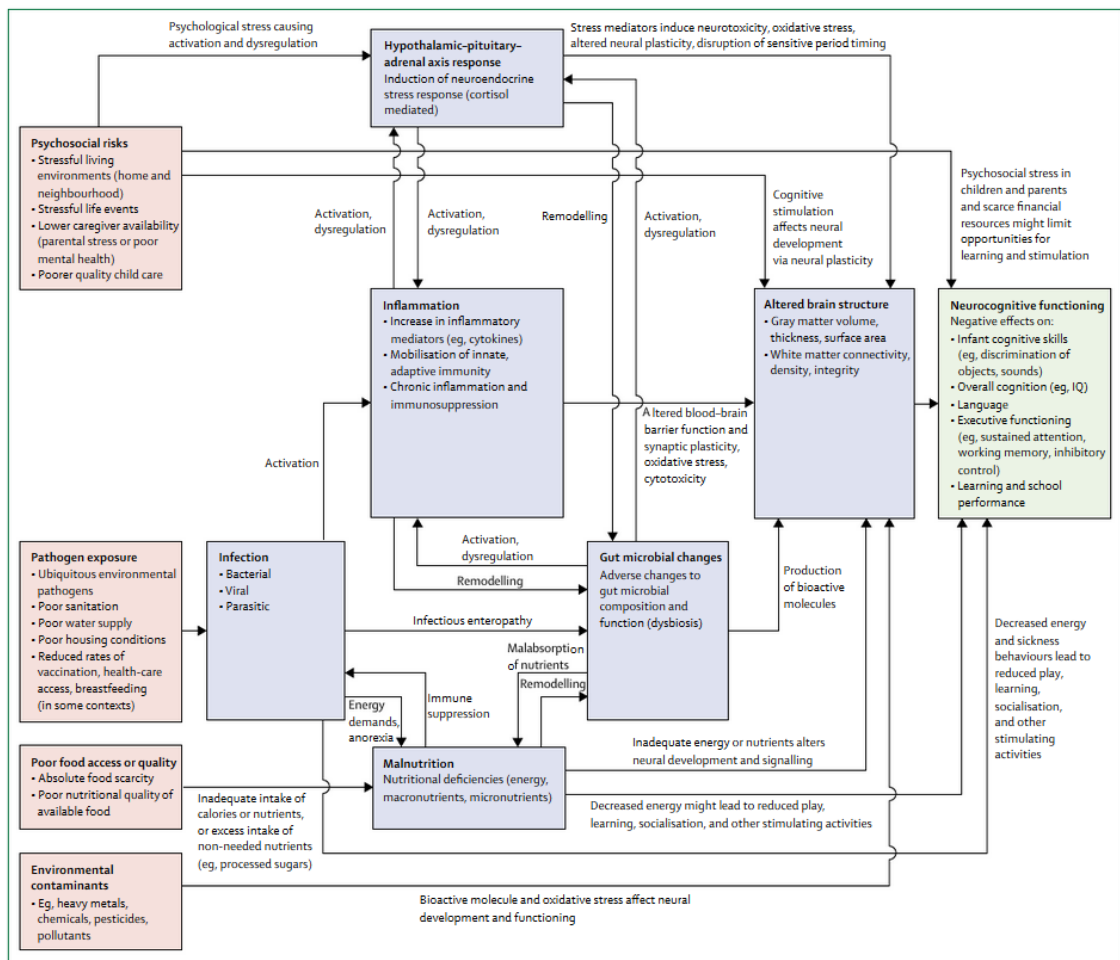 Psychological stress causing
activation and dysregulation
Hypothalamic–pituitary–
adrenal axis response
Induction of neuroendocrine
stress response (cortisol
mediated)
Stress mediators induce neurotoxicity, oxidative stress,
altered neural plasticity, disruption of sensitive period timing
Psychosocial risks
• Stressful living
environments (home and
neighbourhood)
• Stressful life events
• Lower caregiver availability
(parental stress or poor
mental health)
• Poorer quality child care
Activation,
dysregulation
Activation,
dysregulation
Remodelling
Activation,
dysregulation
Cognitive
stimulation
affects neural
development
via neural plasticity
Psychosocial stress in
children and parents
and scarce financial
resources might limit
opportunities for
learning and stimulation
Inflammation
• Increase in inflammatory
mediators (eg, cytokines)
• Mobilisation of innate,
adaptive immunity
• Chronic inflammation and
immunosuppression
Altered brain structure
• Gray matter volume,
thickness, surface area
• White matter connectivity,
density, integrity
Neurocognitive functioning
Negative effects on:
• Infant cognitive skills
(eg, discrimination of
objects, sounds)
• Overall cognition (eg, IQ)
• Language
• Executive functioning
(eg, sustained attention,
working memory, inhibitory
control)
• Learning and school
performance
Activation
Altered blood–brain
barrier function and
synaptic plasticity,
oxidative stress,
cytotoxicity
Pathogen exposure
• Ubiquitous environmental
pathogens
• Poor sanitation
• Poor water supply
• Poor housing conditions
• Reduced rates of
vaccination, health-care
access, breastfeeding
(in some contexts)
Infection
• Bacterial
• Viral
• Parasitic
Activation,
dysregulation
Remodelling
Infectious enteropathy
Gut microbial changes
Adverse changes to
gut microbial
composition and
function (dysbiosis)
Production
of bioactive
molecules
Malabsorption
of nutrients
Remodelling
Energy
demands,
anorexia
Immune
suppression
Decreased energy
and sickness
behaviours lead to
reduced play,
learning,
socialisation,
and other
stimulating
activities
Poor food access or quality
• Absolute food scarcity
• Poor nutritional quality of
available food
Malnutrition
Nutritional deficiencies (energy,
macronutrients, micronutrients)
Inadequate energy or nutrients alters
neural development and signalling
Inadequate intake of
calories or nutrients,
or excess intake of
non-needed nutrients
(eg, processed sugars)
Decreased energy might lead to reduced play,
learning, socialisation, and other stimulating activities
Environmental
contaminants
• Eg, heavy metals,
chemicals, pesticides,
pollutants
Bioactive molecule and oxidative stress affect neural
development and functioning